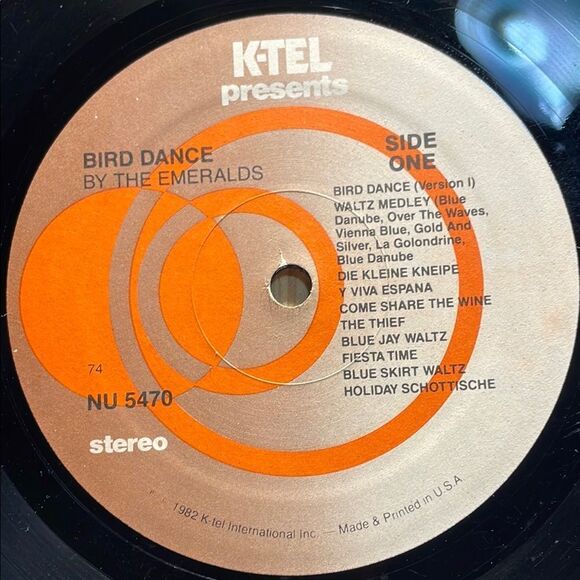 K-TEL
presents
BIRD DANCE
BY THE EMERALDS
SIDE
ONE
BIRD DANCE (Version I)
WALTZ MEDLEY (Blue
Danube, Over The Waves,
Vienna Blue, Gold And
Silver, La Golondrine,
Blue Danube
DIE KLEINE KNEIPE
Y VIVA ESPANA
COME SHARE THE WINE
THE THIEF
BLUE JAY WALTZ
FIESTA TIME
BLUE SKIRT WALTZ
HOLIDAY SCHOTTISCHE
74
NU 5470
stereo
1982 K-tel International Inc. — Made & Printed in U.S.A